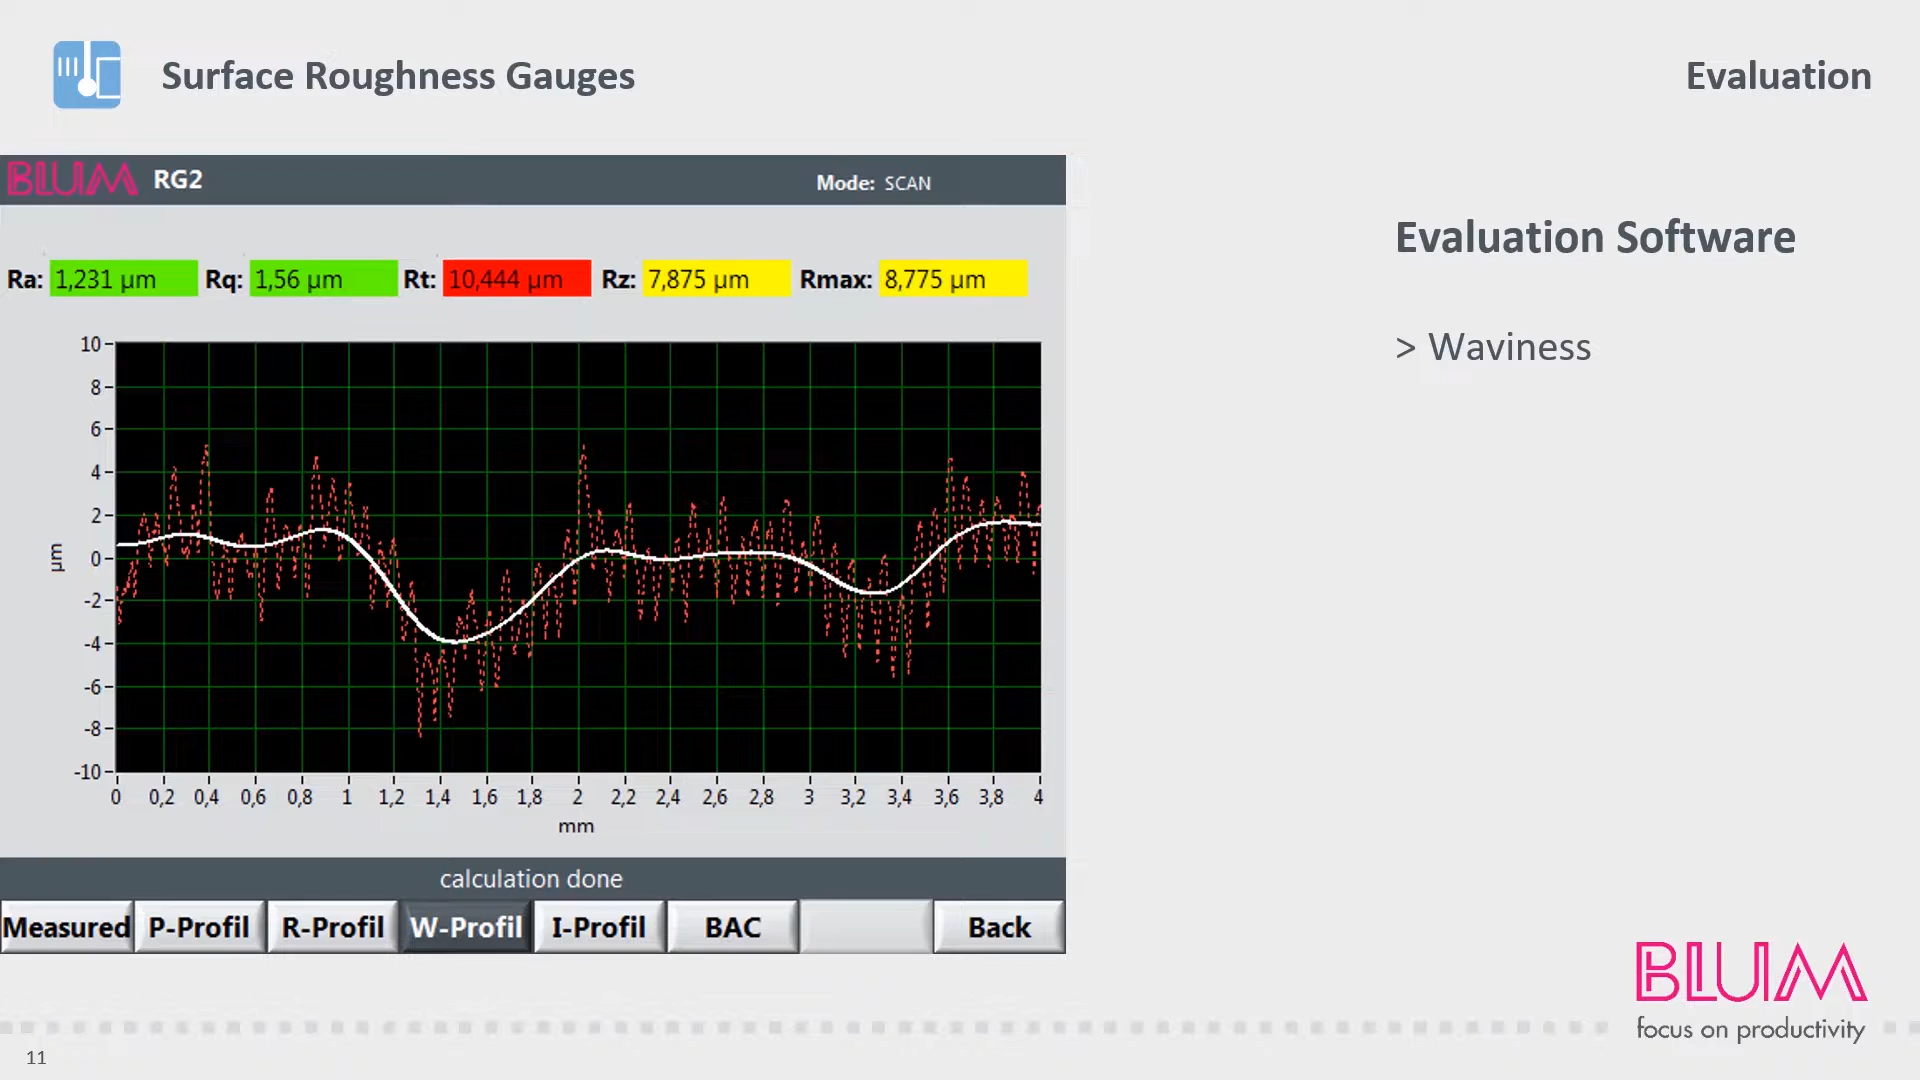 Surface Roughness Gauges
Evaluation
BLUM RG2
Mode: SCAN
Ra: 1,231 µm Rq: 1,56 µm Rt: 10,444 µm Rz: 7,875 µm Rmax: 8,775 µm
10
8
6
4
2
0
-2
-4
-6
-8
-10
µm
0 0,2 0,4 0,6 0,8 1 1,2 1,4 1,6 1,8 2 2,2 2,4 2,6 2,8 3 3,2 3,4 3,6 3,8 4
mm
calculation done
Measured P-Profil R-Profil W-Profil I-Profil BAC Back
Evaluation Software
> Waviness
BLUM
focus on productivity
11